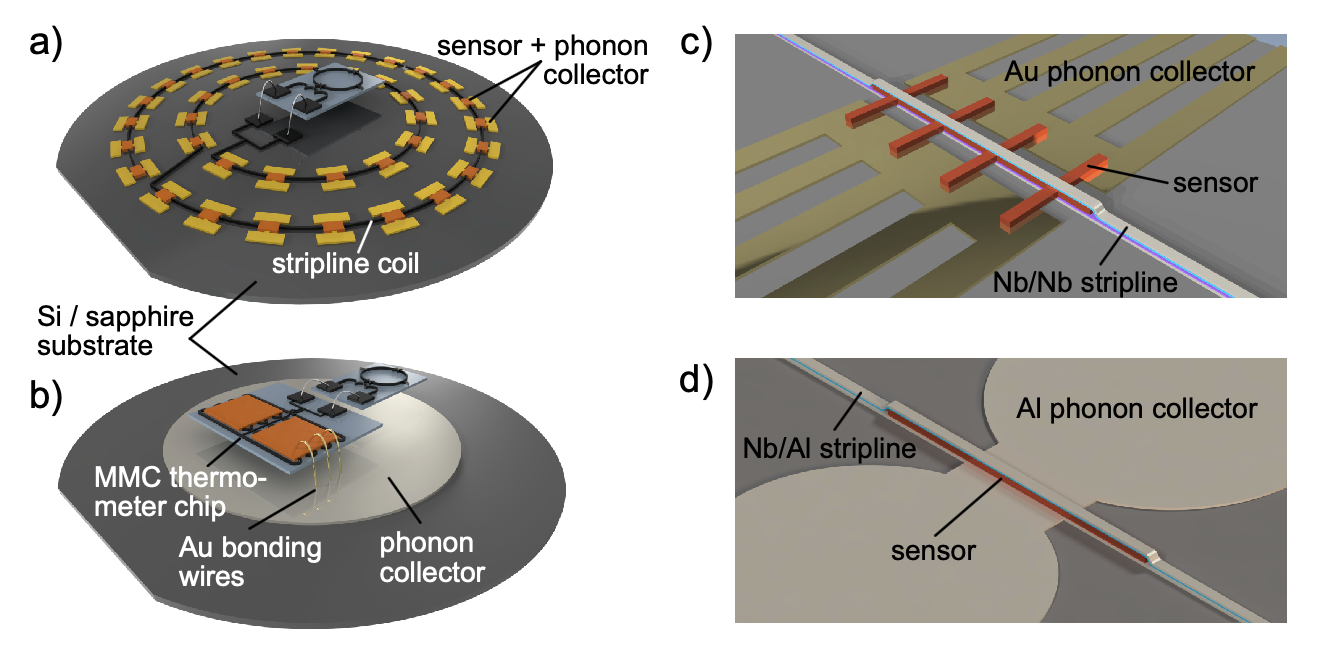 a)
sensor + phonon
collector
stripline coil
Si / sapphire
substrate
b)
MMC thermo-
meter chip
Au bonding
wires
phonon
collector
c)
Au phonon collector
sensor
Nb/Nb stripline
d)
Al phonon collector
Nb/Al stripline
sensor